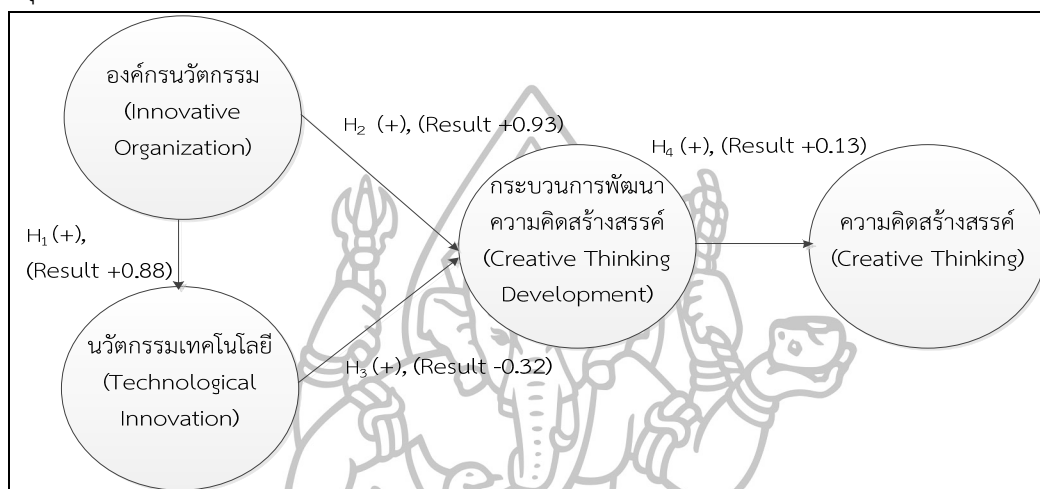 องค์กรนวัตกรรม
(Innovative
Organization)
H₂ (+), (Result +0.93)
H₄ (+), (Result +0.13)
กระบวนการพัฒนา
ความคิดสร้างสรรค์
(Creative Thinking
Development)
ความคิดสร้างสรรค์
(Creative Thinking)
H₁ (+),
(Result +0.88)
นวัตกรรมเทคโนโลยี
(Technological
Innovation)
H₃ (+), (Result -0.32)